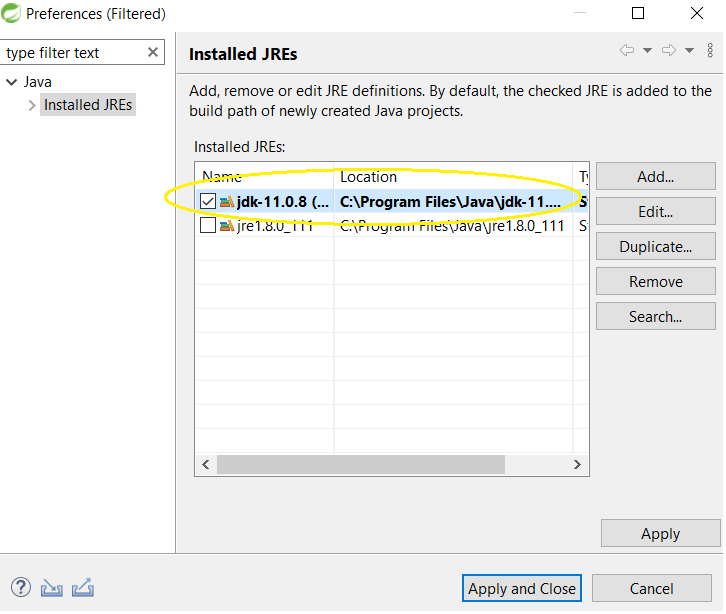 Preferences (Filtered)
type filter text
Java
Installed JREs
Installed JREs
Add, remove or edit JRE definitions. By default, the checked JRE is added to the
build path of newly created Java projects.
Installed JREs:
Name Location Ty
jdk-11.0.8 (... C:\Program Files\Java\jdk-11.... S
jre1.8.0_111 C:\Program Files\Java\jre1.8.0_111 S
Add...
Edit...
Duplicate...
Remove
Search...
Apply
?
Apply and Close Cancel